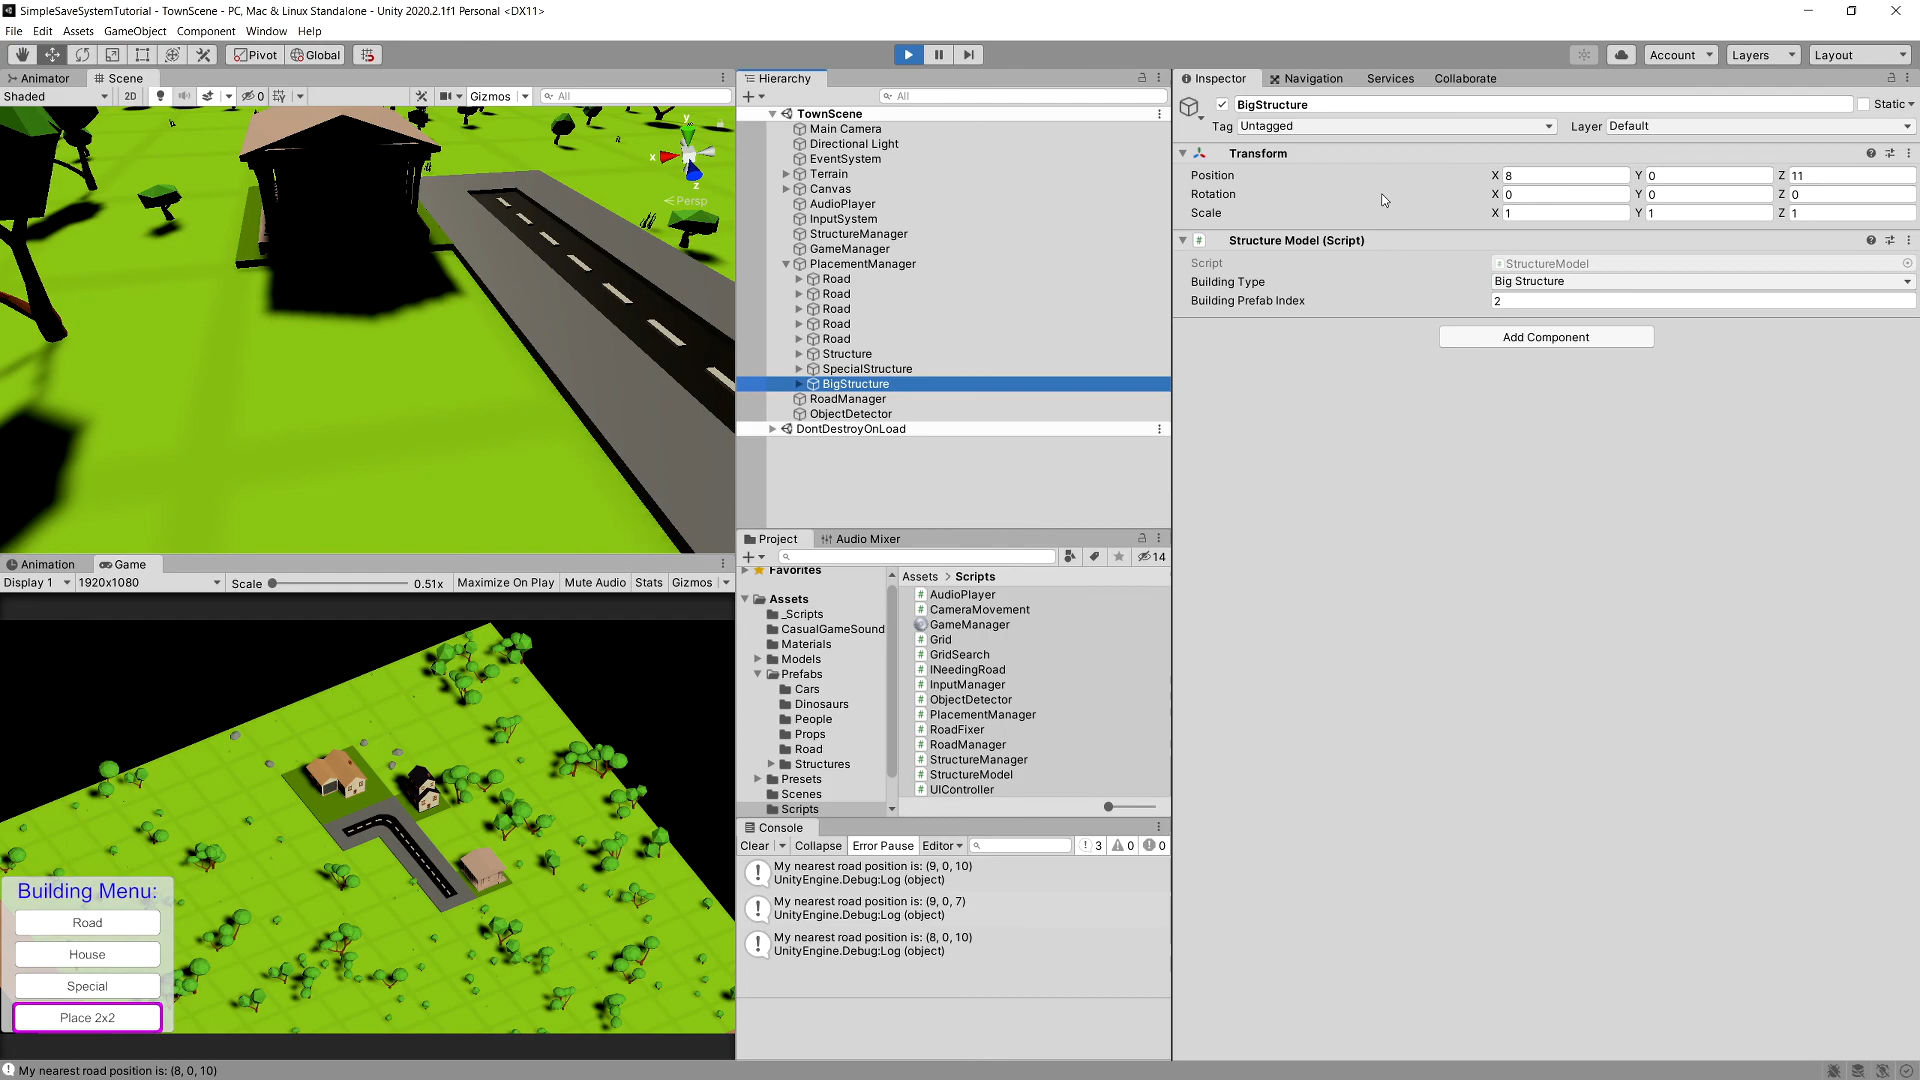 SimpleSaveSystemTutorial - TownScene - PC, Mac & Linux Standalone - Unity 2020.2.1f1 Personal <DX11>
File Edit Assets GameObject Component Window Help
Pivot Global
Account Layers Layout
Animator Scene
Shaded 2D 0 Gizmos All
y
x
z
Persp
Animation Game
Display 1 1920x1080 Scale 0.51x Maximize On Play Mute Audio Stats Gizmos
Building Menu:
Road
House
Special
Place 2x2
Hierarchy
All
TownScene
Main Camera
Directional Light
EventSystem
Terrain
Canvas
AudioPlayer
InputSystem
StructureManager
GameManager
PlacementManager
Road
Road
Road
Road
Road
Structure
SpecialStructure
BigStructure
RoadManager
ObjectDetector
DontDestroyOnLoad
Project Audio Mixer
14
Favorites
Assets
_Scripts
CasualGameSound
Materials
Models
Prefabs
Cars
Dinosaurs
People
Props
Road
Structures
Presets
Scenes
Scripts
Assets > Scripts
AudioPlayer
CameraMovement
GameManager
Grid
GridSearch
INeedingRoad
InputManager
ObjectDetector
PlacementManager
RoadFixer
RoadManager
StructureManager
StructureModel
UIController
Console
Clear Collapse Error Pause Editor 3 0 0
My nearest road position is: (9, 0, 10)
UnityEngine.Debug:Log (object)
My nearest road position is: (9, 0, 7)
UnityEngine.Debug:Log (object)
My nearest road position is: (8, 0, 10)
UnityEngine.Debug:Log (object)
Inspector Navigation Services Collaborate
BigStructure Static
Tag Untagged Layer Default
Transform
Position X 8 Y 0 Z 11
Rotation X 0 Y 0 Z 0
Scale X 1 Y 1 Z 1
# Structure Model (Script)
Script StructureModel
Building Type Big Structure
Building Prefab Index 2
Add Component
My nearest road position is: (8, 0, 10)